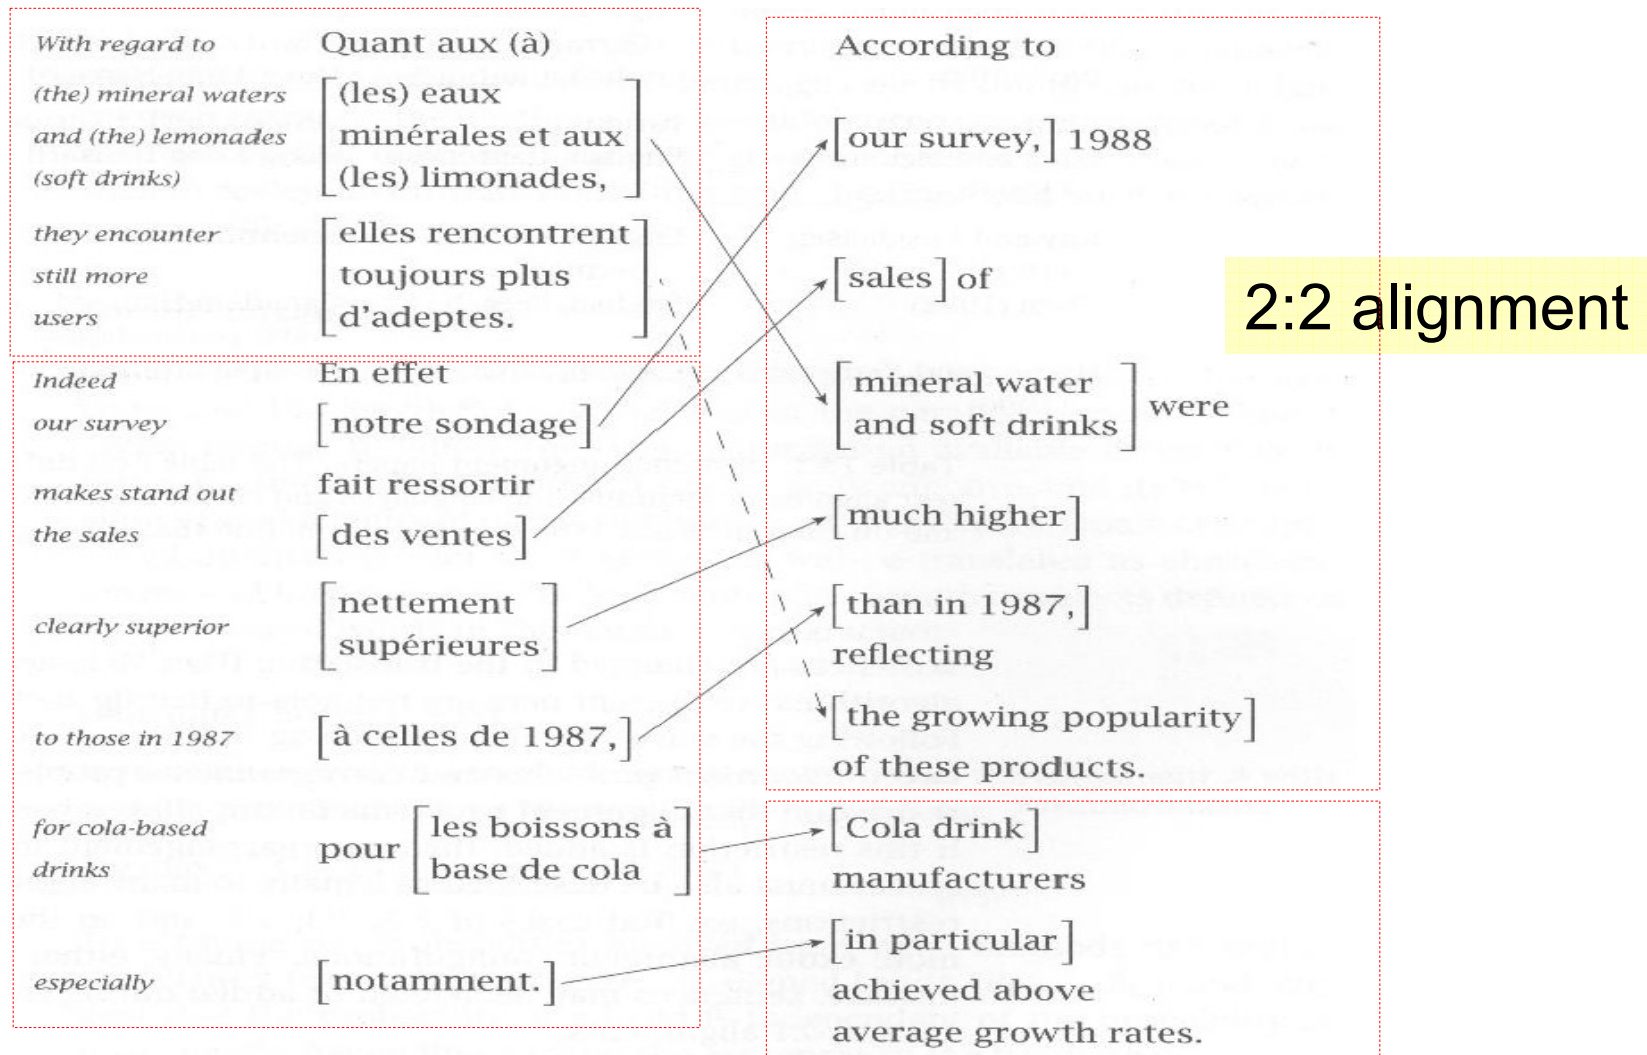 With regard to
(the) mineral waters
and (the) lemonades
(soft drinks)
they encounter
still more
users
Quant aux (à)
[(les) eaux
minérales et aux
(les) limonades,]
[elles rencontrent
toujours plus
d'adeptes.]
Indeed
our survey
makes stand out
the sales
clearly superior
to those in 1987
for cola-based
drinks
especially
En effet
[notre sondage]
fait ressortir
[des ventes]
[nettement
supérieures]
[à celles de 1987,]
pour [les boissons à
base de cola]
[notamment.]
According to
[our survey,] 1988
[sales] of
[mineral water
and soft drinks] were
[much higher]
[than in 1987,]
reflecting
[the growing popularity]
of these products.
[Cola drink]
manufacturers
[in particular]
achieved above
average growth rates.
2:2 alignment